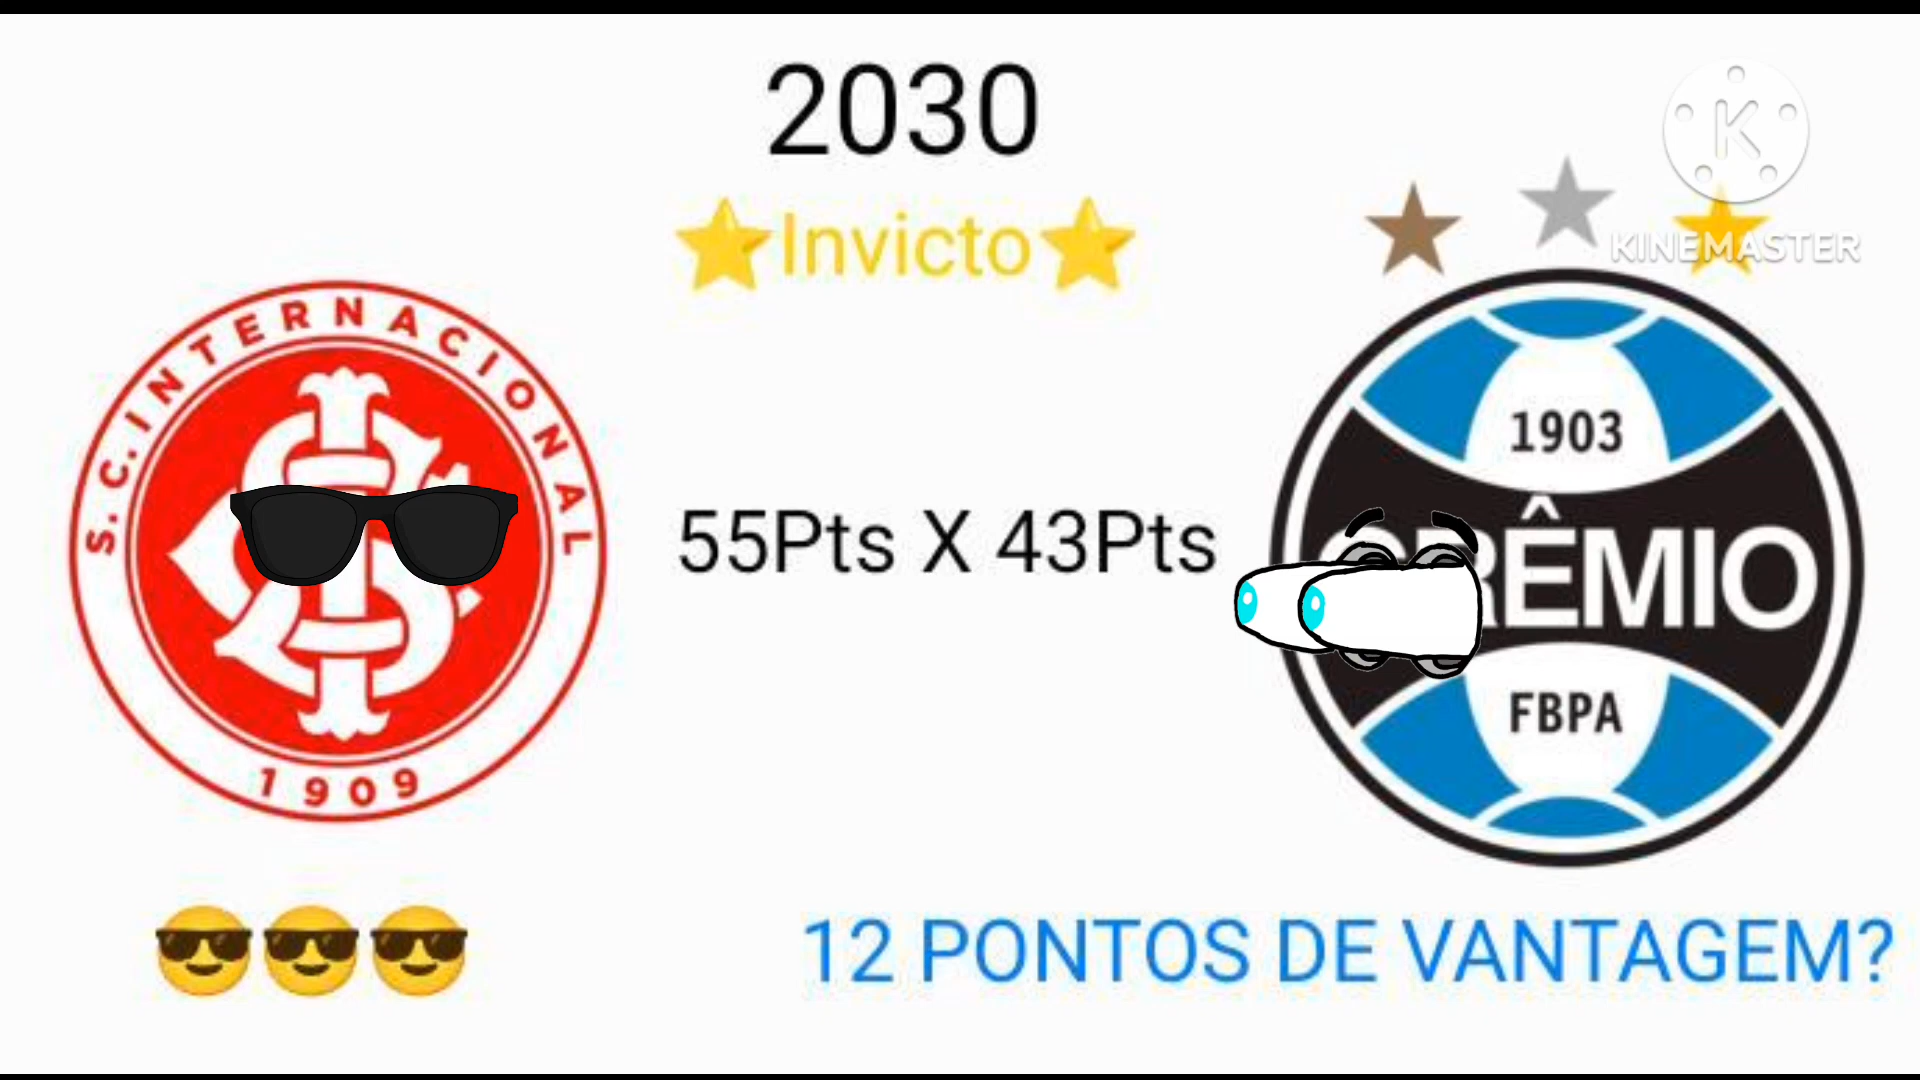 2030
⭐Invicto⭐
K
KINEMASTER
S.C. INTERNACIONAL
1909
55Pts X 43Pts
1903
GRÊMIO
FBPA
😎😎😎
12 PONTOS DE VANTAGEM?